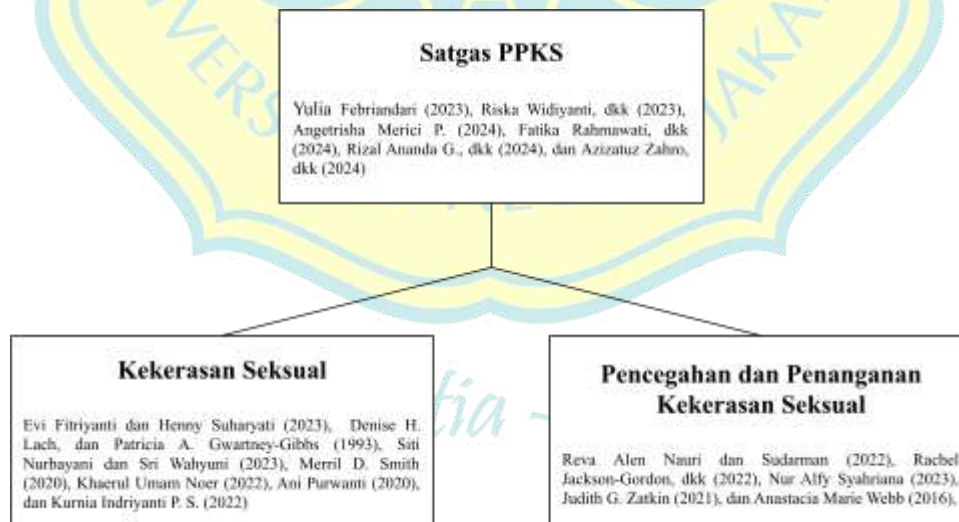 Satgas PPKS
Yulia Febriandari (2023), Riska Widiyanti, dkk (2023),
Angetrisha Merici P. (2024), Fatika Rahmawati, dkk
(2024), Rizal Ananda G., dkk (2024), dan Azizatuz Zahro,
dkk (2024)
Kekerasan Seksual
Evi Fitriyanti dan Henny Suharyati (2023), Denise H.
Lach, dan Patricia A. Gwartney-Gibbs (1993), Siti
Nurbayani dan Sri Wahyuni (2023), Merril D. Smith
(2020), Khaerul Umam Noer (2022), Ani Purwanti (2020),
dan Kurnia Indriyanti P. S. (2022)
Pencegahan dan Penanganan
Kekerasan Seksual
Reva Alen Nauri dan Sudarman (2022), Rachel
Jackson-Gordon, dkk (2022), Nur Alfy Syahriana (2023),
Judith G. Zatkin (2021), dan Anastacia Marie Webb (2016),